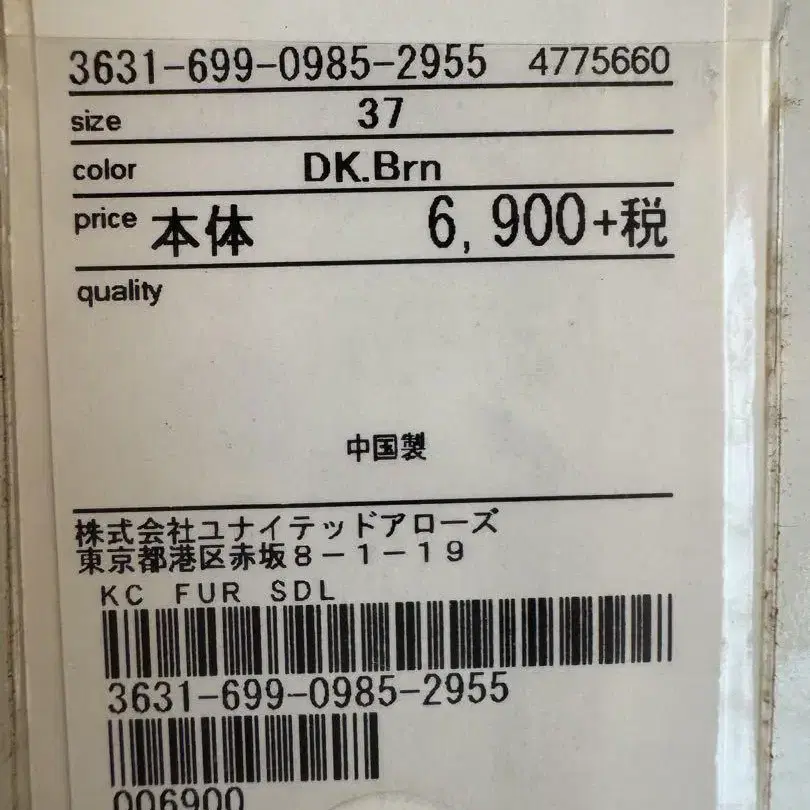 3631-699-0985-2955 4775660
size 37
color DK.Brn
price 本体 6,900+税
quality
中国製
株式会社ユナイテッドアローズ
東京都港区赤坂8-1-19
KC FUR SDL
3631-699-0985-2955
006900